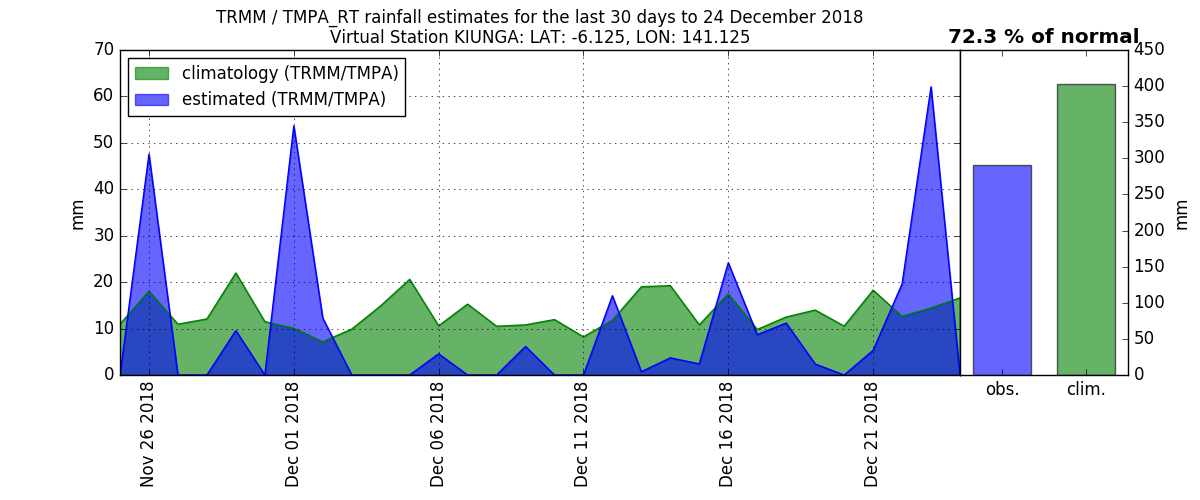 TRMM / TMPA_RT rainfall estimates for the last 30 days to 24 December 2018
Virtual Station KIUNGA: LAT: -6.125, LON: 141.125
72.3 % of normal
climatology (TRMM/TMPA)
estimated (TRMM/TMPA)
70
60
50
40
30
20
10
0
mm
Nov 26 2018
Dec 01 2018
Dec 06 2018
Dec 11 2018
Dec 16 2018
Dec 21 2018
450
400
350
300
250
200
150
100
50
0
mm
obs.
clim.